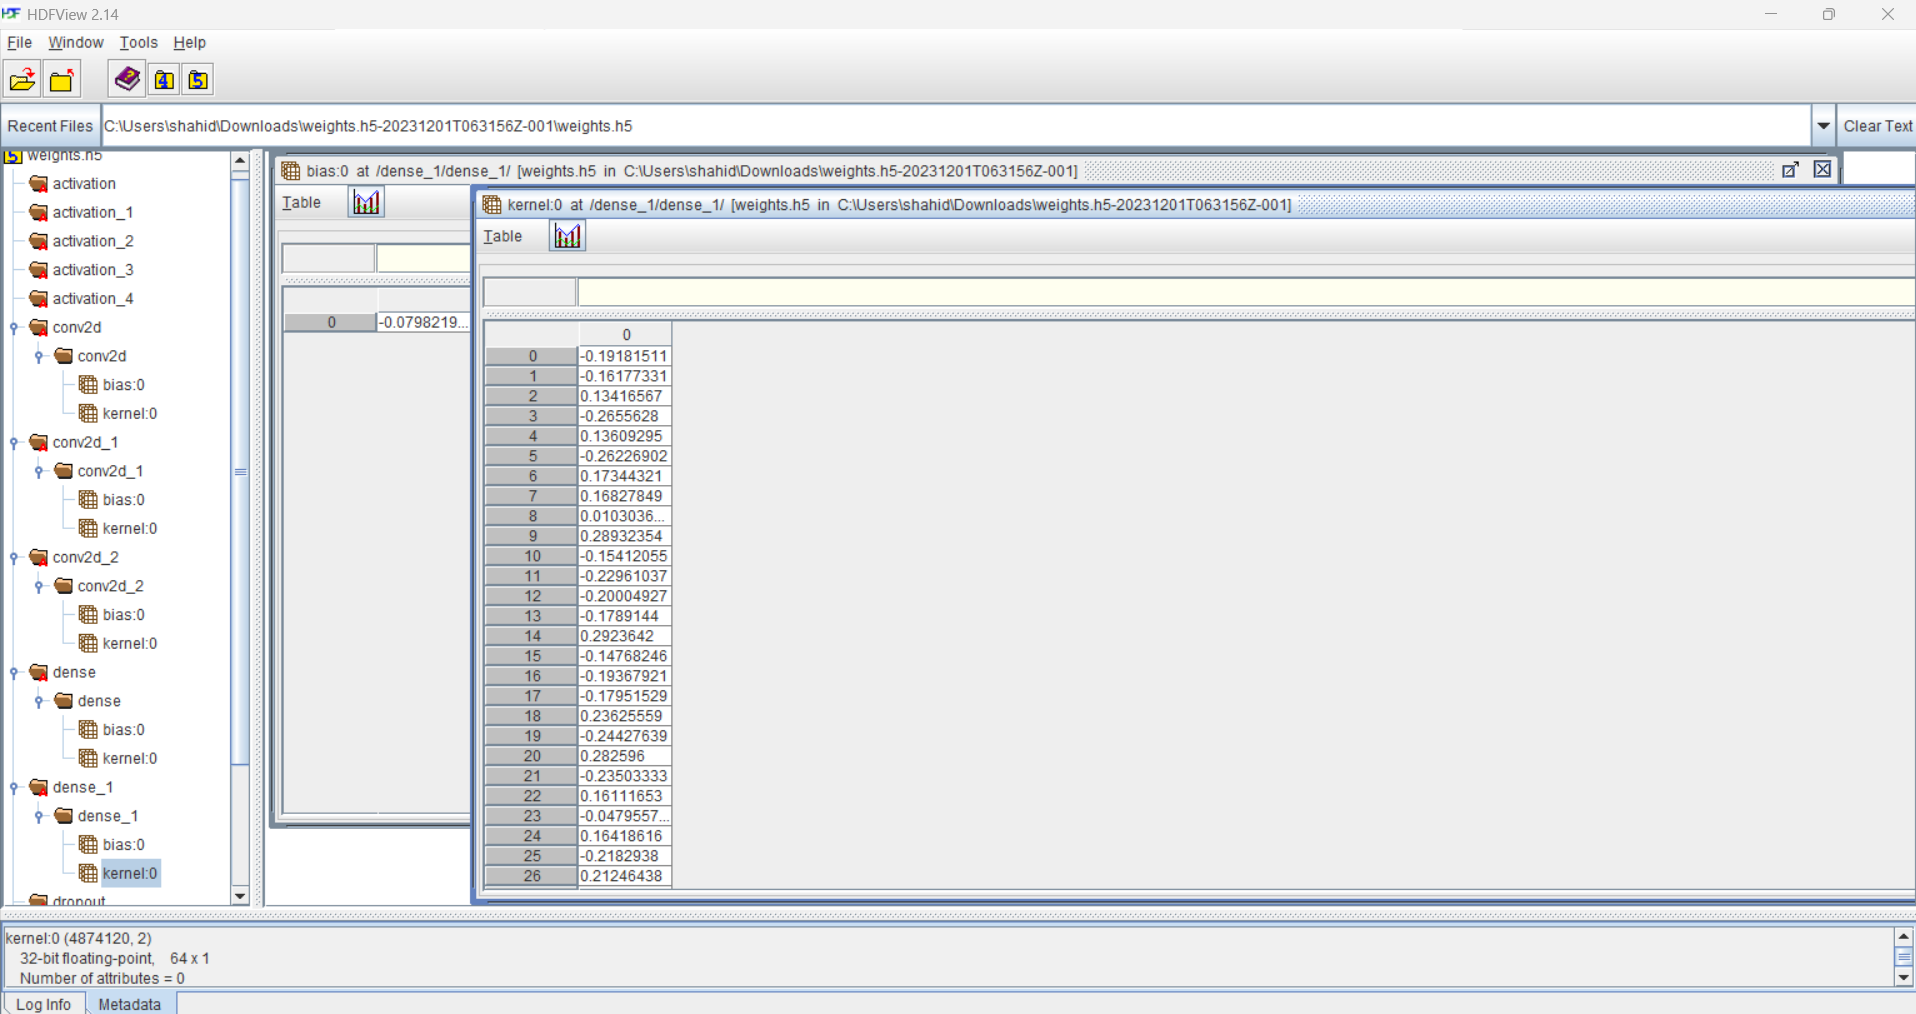 HDFView 2.14
File Window Tools Help
4 5
Recent Files C:\Users\shahid\Downloads\weights.h5-20231201T063156Z-001\weights.h5 Clear Text
5 weights.h5
activation
activation_1
activation_2
activation_3
activation_4
conv2d
conv2d
bias:0
kernel:0
conv2d_1
conv2d_1
bias:0
kernel:0
conv2d_2
conv2d_2
bias:0
kernel:0
dense
dense
bias:0
kernel:0
dense_1
dense_1
bias:0
kernel:0
dropout
bias:0 at /dense_1/dense_1/ [weights.h5 in C:\Users\shahid\Downloads\weights.h5-20231201T063156Z-001]
Table
0 -0.0798219...
kernel:0 at /dense_1/dense_1/ [weights.h5 in C:\Users\shahid\Downloads\weights.h5-20231201T063156Z-001]
Table
0
0 -0.19181511
1 -0.16177331
2 0.13416567
3 -0.2655628
4 0.13609295
5 -0.26226902
6 0.17344321
7 0.16827849
8 0.0103036...
9 0.28932354
10 -0.15412055
11 -0.22961037
12 -0.20004927
13 -0.1789144
14 0.2923642
15 -0.14768246
16 -0.19367921
17 -0.17951529
18 0.23625559
19 -0.24427639
20 0.282596
21 -0.23503333
22 0.16111653
23 -0.0479557...
24 0.16418616
25 -0.2182938
26 0.21246438
kernel:0 (4874120, 2)
32-bit floating-point, 64 x 1
Number of attributes = 0
Log Info Metadata